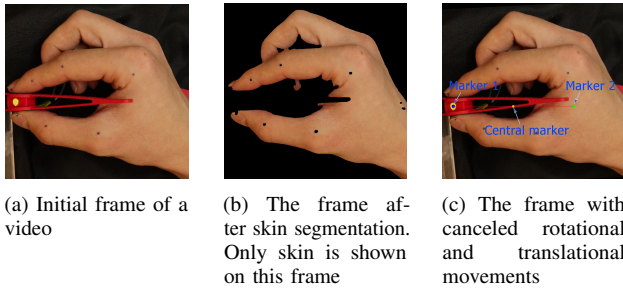 Marker 1
Marker 2
Central marker
(a) Initial frame of a
video
(b) The frame af-
ter skin segmentation.
Only skin is shown
on this frame
(c) The frame with
canceled rotational
and translational
movements